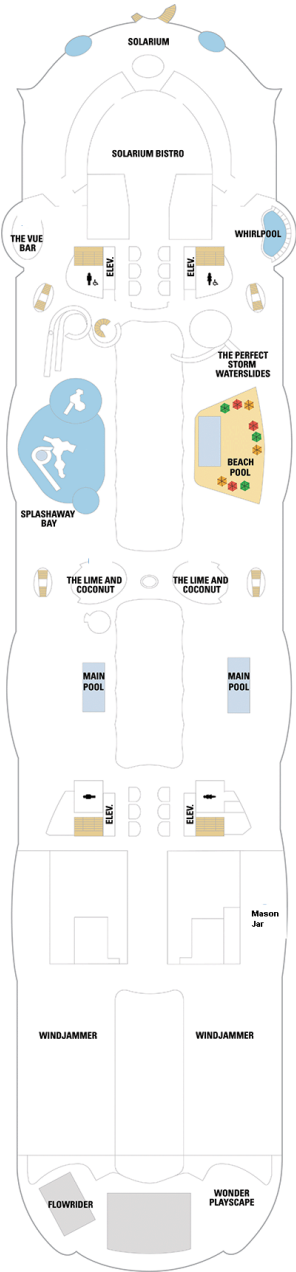 SOLARIUM
SOLARIUM BISTRO
THE VUE
BAR
WHIRLPOOL
ELEV.
ELEV.
THE PERFECT
STORM
WATERSLIDES
BEACH
POOL
SPLASHAWAY
BAY
THE LIME AND
COCONUT
THE LIME AND
COCONUT
MAIN
POOL
MAIN
POOL
ELEV.
ELEV.
Mason
Jar
WINDJAMMER
WINDJAMMER
FLOWRIDER
WONDER
PLAYSCAPE